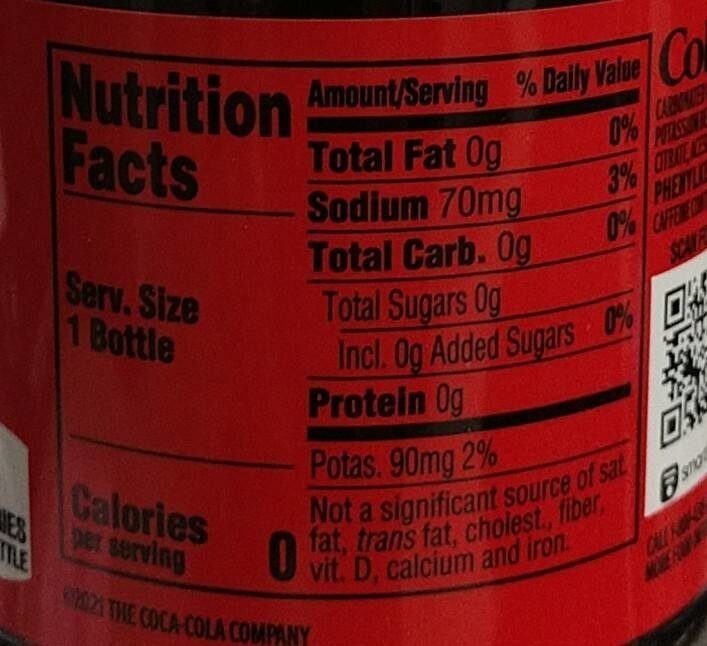 Nutrition
Facts
Serv. Size
1 Bottle
Calories
per serving 0
Amount/Serving % Daily Value
Total Fat 0g 0%
Sodium 70mg 3%
Total Carb. 0g 0%
Total Sugars 0g
Incl. 0g Added Sugars 0%
Protein 0g
Potas. 90mg 2%
Not a significant source of sat.
fat, trans fat, cholest., fiber,
vit. D, calcium and iron.
©2021 THE COCA-COLA COMPANY